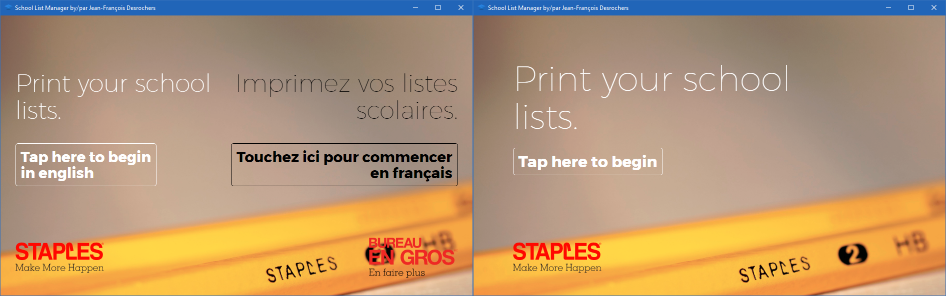 School List Manager by/par Jean-François Desrochers
Print your school
lists.
Imprimez vos listes
scolaires.
Tap here to begin
in english
Touchez ici pour commencer
en français
STAPLES
Make More Happen
STAPLES
HB
BUREAU
EN GROS
En faire plus
School List Manager by/par Jean-François Desrochers
Print your school
lists.
Tap here to begin
STAPLES
Make More Happen
STAPLES 2 HB